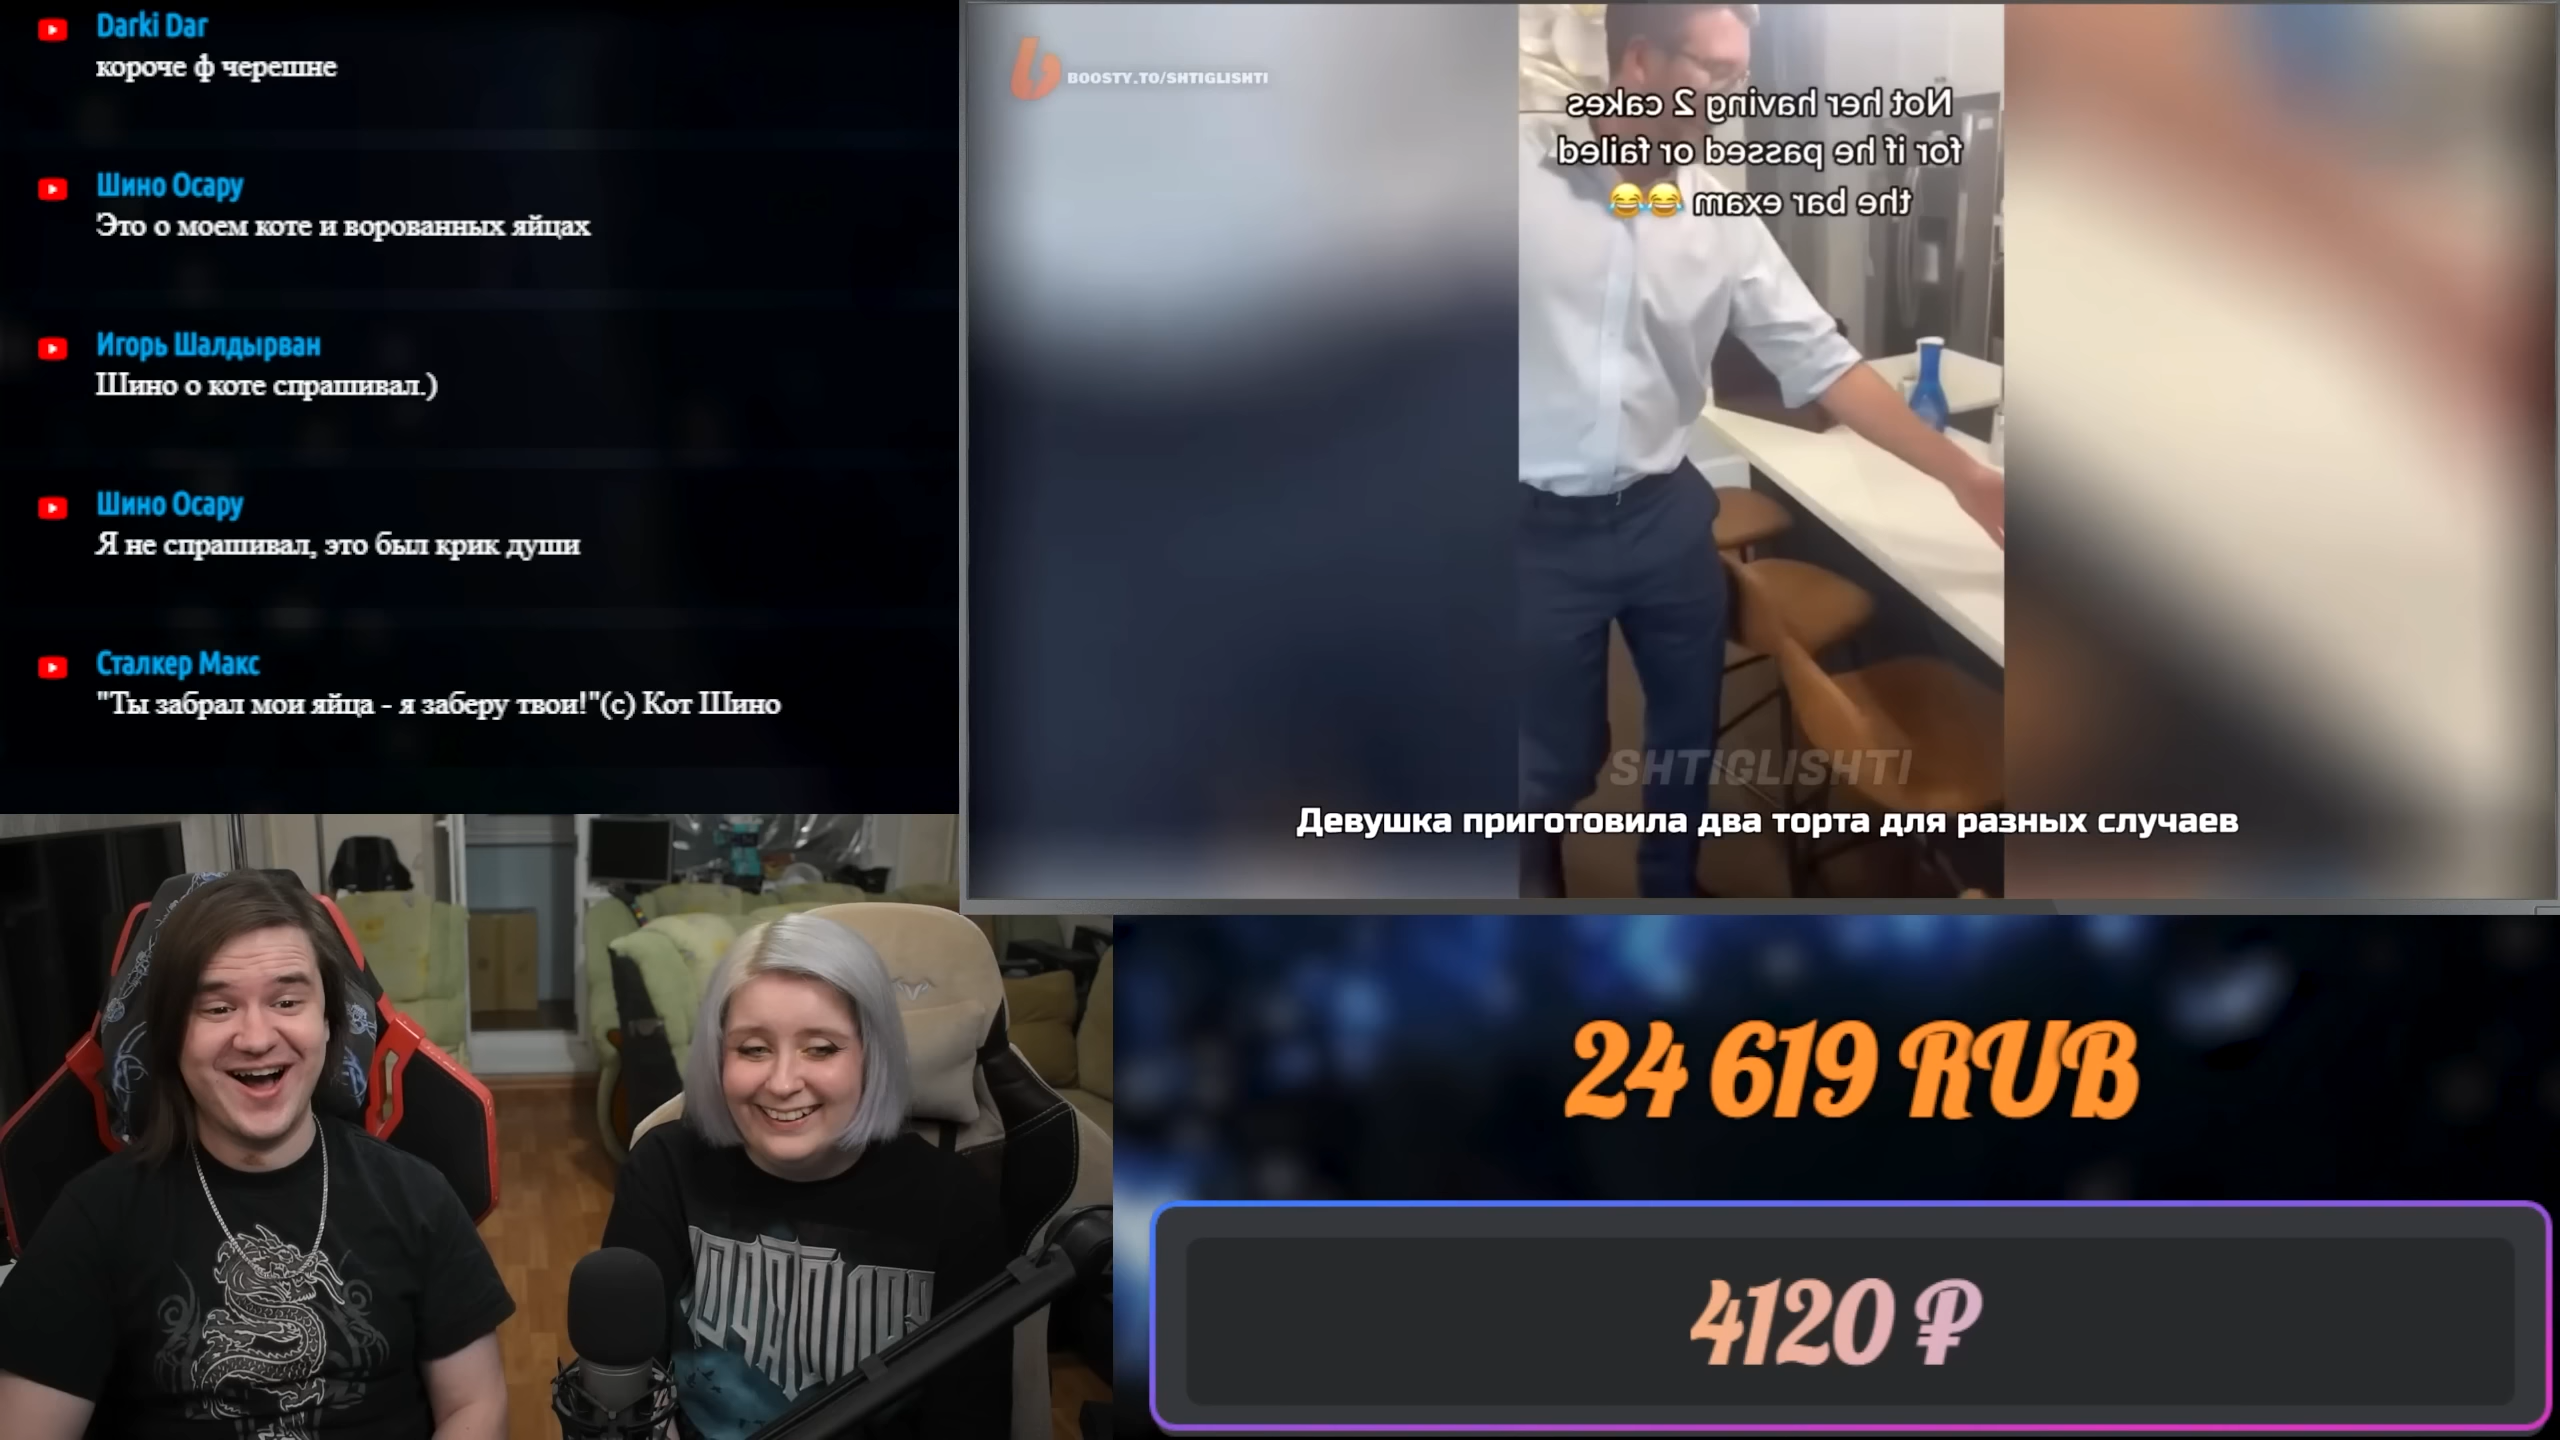 Darki Dar
короче ф черешне
Шино Осару
Это о моем коте и ворованных яйцах
Игорь Шалдырван
Шино о коте спрашивал.)
Шино Осару
Я не спрашивал, это был крик души
Сталкер Макс
"Ты забрал мои яйца - я заберу твои!"(с) Кот Шино
BOOSTY.TO/SHTIGLISHTI
Not her having 2 cakes
for if he passed or failed
the bar exam 😂😂
SHTIGLISHTI
Девушка приготовила два торта для разных случаев
24 619 RUB
4120 ₽